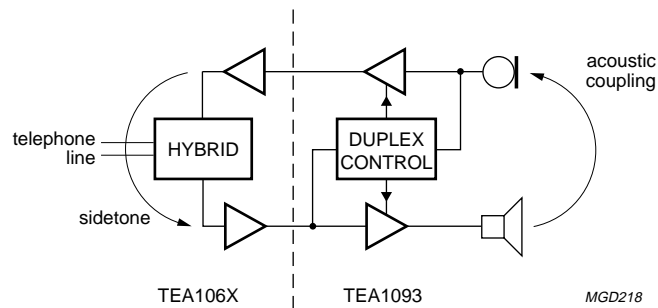 acoustic
coupling
telephone
line
HYBRID
DUPLEX
CONTROL
sidetone
TEA106X
TEA1093
MGD218